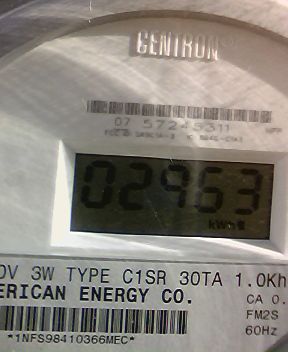 CENTRON
07 57245311
02963
kWh
0V 3W TYPE C1SR 30TA 1.0Kh
ERICAN ENERGY CO.
CA 0.
FM2S
*1NFS98410366MEC*
60Hz